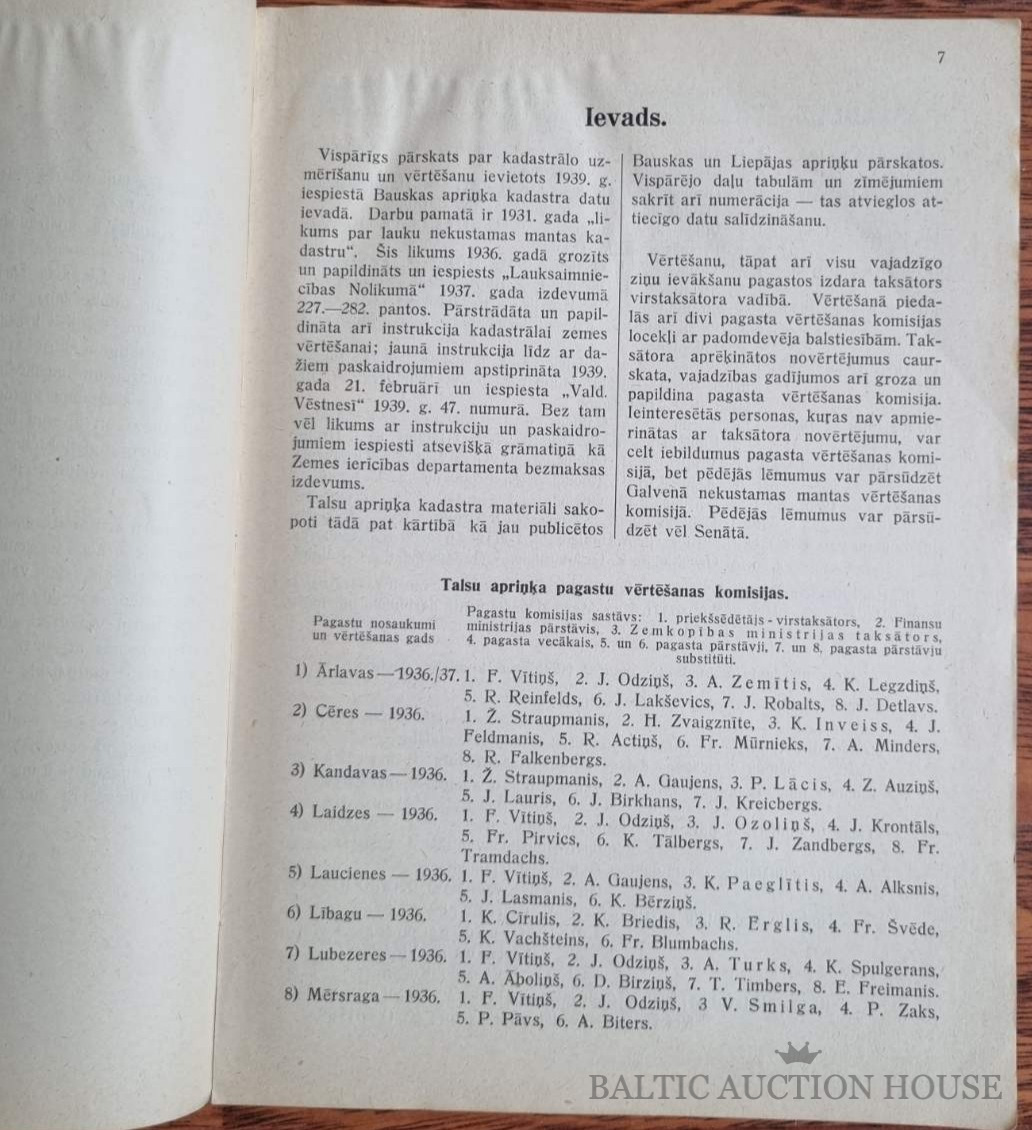 7
Ievads.
Vispārīgs pārskats par kadastrālo uz-
mērīšanu un vērtēšanu ievietots 1939. g.
iespiestā Bauskas apriņķa kadastra datu
ievadā. Darbu pamatā ir 1931. gada „li-
kums par lauku nekustamas mantas ka-
dastru“. Šis likums 1936. gadā grozīts
un papildināts un iespiests „Lauksaimnie-
cības Nolikumā“ 1937. gada izdevumā
227.—282. pantos. Pārstrādāta un papil-
dināta arī instrukcija kadastrālai zemes
vērtēšanai; jaunā instrukcija līdz ar da-
žiem paskaidrojumiem apstiprināta 1939.
gada 21. februārī un iespiesta „Vald.
Vēstnesī“ 1939. g. 47. numurā. Bez tam
vēl likums ar instrukciju un paskaidro-
jumiem iespiesti atsevišķā grāmatiņā kā
Zemes ierīcības departamenta bezmaksas
izdevums.
Talsu apriņķa kadastra materiāli sako-
poti tādā pat kārtībā kā jau publicētos
Bauskas un Liepājas apriņķu pārskatos.
Vispārējo daļu tabulām un zīmējumiem
sakrīt arī numerācija — tas atvieglos at-
tiecīgo datu salīdzināšanu.
Vērtēšanu, tāpat arī visu vajadzīgo
ziņu ievākšanu pagastos izdara taksātors
virstaksātora vadībā. Vērtēšanā pieda-
lās arī divi pagasta vērtēšanas komisijas
locekļi ar padomdevēja balstiesībām. Tak-
sātora aprēķinātos novērtējumus caur-
skata, vajadzības gadījumos arī groza un
papildina pagasta vērtēšanas komisija.
Ieinteresētās personas, kuŗas nav apmie-
rinātas ar taksātora novērtējumu, var
celt iebildumus pagasta vērtēšanas komi-
sijā, bet pēdējās lēmumus var pārsūdzēt
Galvenā nekustamas mantas vērtēšanas
komisijā. Pēdējās lēmumus var pārsū-
dzēt vēl Senātā.
Talsu apriņķa pagastu vērtēšanas komisijas.
Pagastu nosaukumi
un vērtēšanas gads
Pagastu komisijas sastāvs: 1. priekšsēdētājs - virstaksātors, 2. Finansu
ministrijas pārstāvis, 3. Zemkopības ministrijas taksātors,
4. pagasta vecākais, 5. un 6. pagasta pārstāvji, 7. un 8. pagasta pārstāvju
substitūti.
1) Ārlavas—1936./37. 1. F. Vītiņš, 2. J. Odziņš, 3. A. Zemītis, 4. K. Legzdiņš,
5. R. Reinfelds, 6. J. Lakševics, 7. J. Robalts, 8. J. Detlavs.
2) Cēres — 1936. 1. Ž. Straupmanis, 2. H. Zvaigznīte, 3. K. Inveiss, 4. J.
Feldmanis, 5. R. Actiņš, 6. Fr. Mūrnieks, 7. A. Minders,
8. R. Falkenbergs.
3) Kandavas—1936. 1. Ž. Straupmanis, 2. A. Gaujens, 3. P. Lācis, 4. Z. Auziņš,
5. J. Lauris, 6. J. Birkhans, 7. J. Kreicbergs.
4) Laidzes — 1936. 1. F. Vītiņš, 2. J. Odziņš, 3. J. Ozoliņš, 4. J. Krontāls,
5. Fr. Pirvics, 6. K. Tālbergs, 7. J. Zandbergs, 8. Fr.
Tramdachs.
5) Laucienes — 1936. 1. F. Vītiņš, 2. A. Gaujens, 3. K. Paeglītis, 4. A. Alksnis,
5. J. Lasmanis, 6. K. Bērziņš.
6) Lībagu — 1936. 1. K. Cīrulis, 2. K. Briedis, 3. R. Erglis, 4. Fr. Švēde,
5. K. Vachšteins, 6. Fr. Blumbachs.
7) Lubezeres — 1936. 1. F. Vītiņš, 2. J. Odziņš, 3. A. Turks, 4. K. Spulgerans,
5. A. Āboliņš, 6. D. Birziņš, 7. T. Timbers, 8. E. Freimanis.
8) Mērsraga — 1936. 1. F. Vītiņš, 2. J. Odziņš, 3 V. Smilga, 4. P. Zaks,
5. P. Pāvs, 6. A. Biters.
BALTIC AUCTION HOUSE